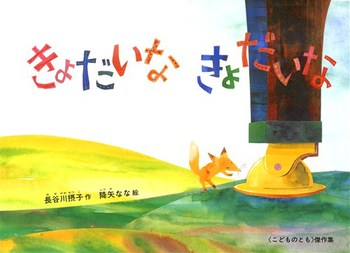 きょだいな きょだいな
長谷川摂子 作 降矢なな 絵
〈こどものとも〉傑作集